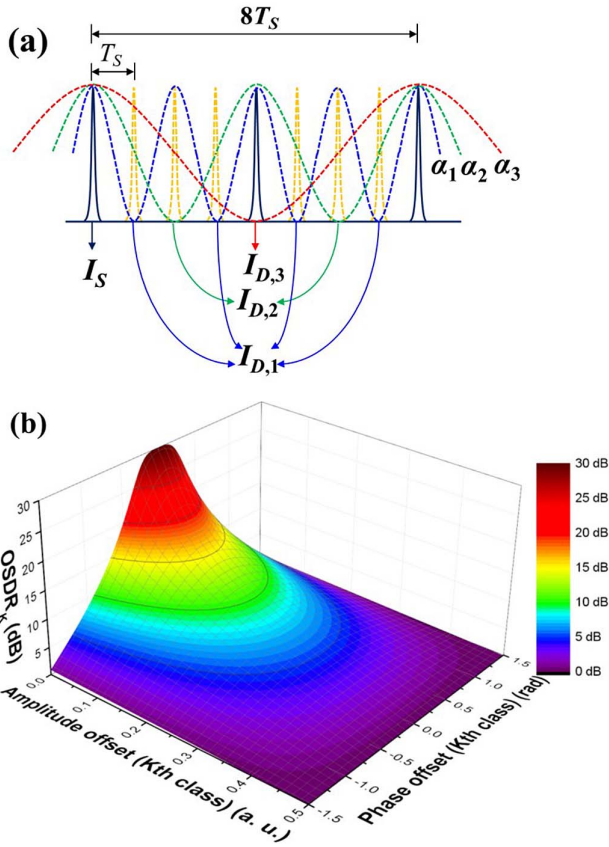 (a)
8T_S
T_S
α₁ α₂ α₃
I_S
I_{D,3}
I_{D,2}
I_{D,1}
(b)
30 dB
25 dB
20 dB
15 dB
10 dB
5 dB
0 dB
30
25
20
15
10
5
OSDR_K (dB)
0.0
0.1
0.2
0.3
0.4
0.5
Amplitude offset (Kth class) (a. u.)
1.5
1.0
0.5
0.0
-0.5
-1.0
-1.5
Phase offset (Kth class) (rad)